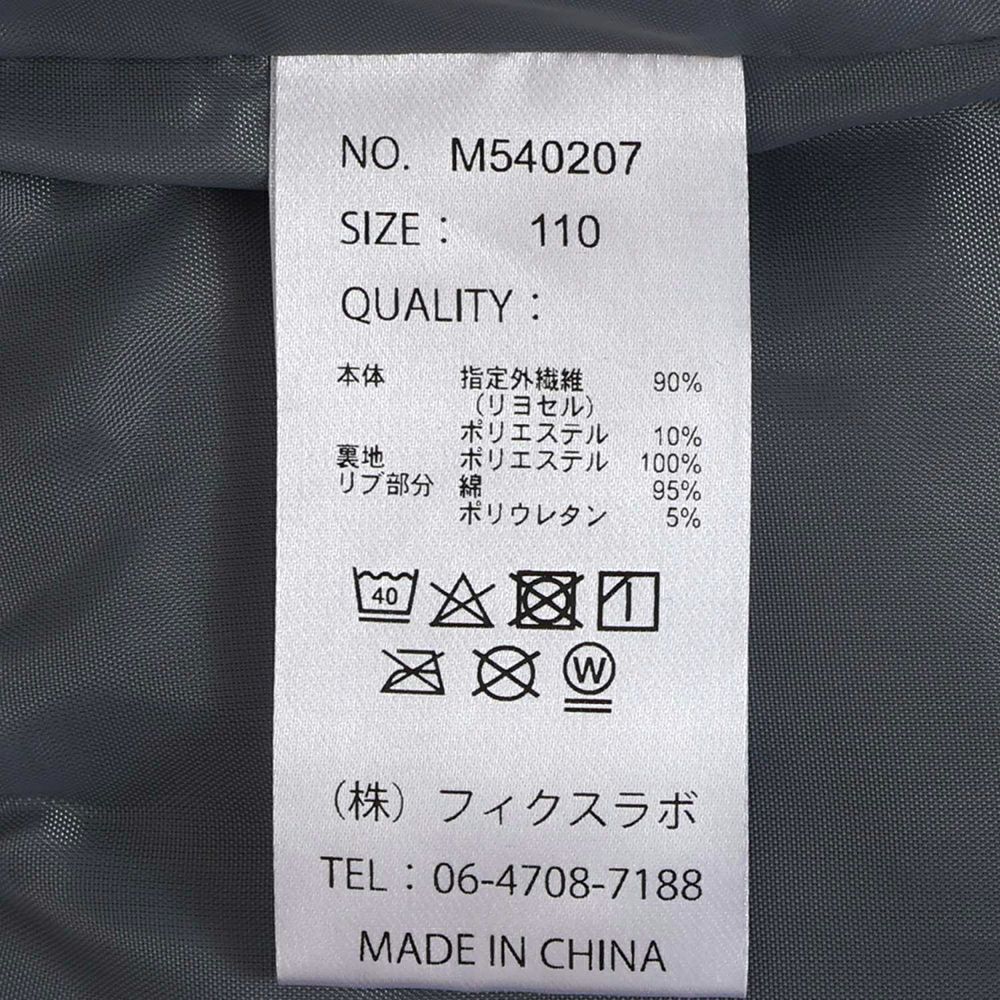 NO. M540207
SIZE： 110
QUALITY：
本体 指定外繊維 90%
（リヨセル）
ポリエステル 10%
裏地 ポリエステル 100%
リブ部分 綿 95%
ポリウレタン 5%
40
W
（株）フィクスラボ
TEL：06-4708-7188
MADE IN CHINA